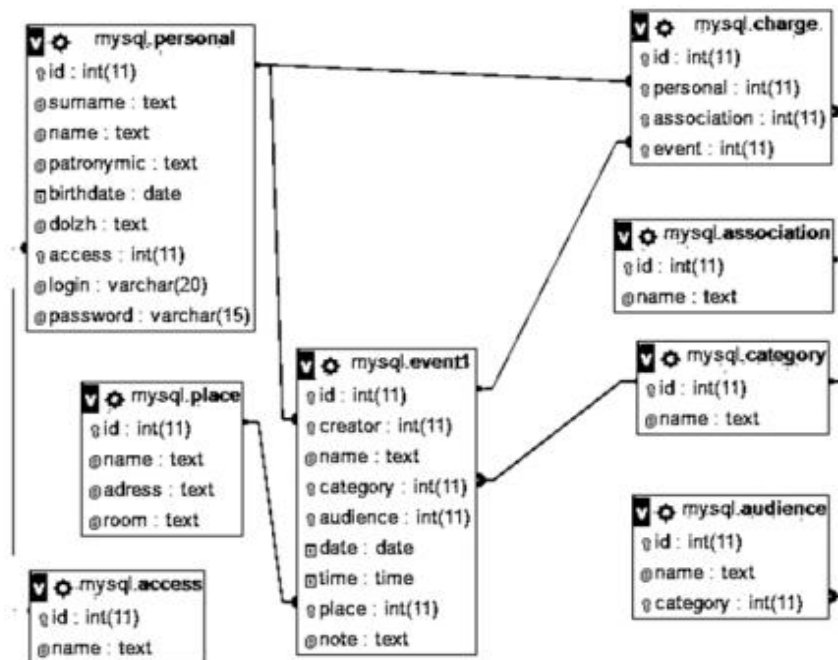 mysql.personal
id : int(11)
surname : text
name : text
patronymic : text
birthdate : date
dolzh : text
access : int(11)
login : varchar(20)
password : varchar(15)
mysql.place
id : int(11)
name : text
adress : text
room : text
mysql.access
id : int(11)
name : text
mysql.event1
id : int(11)
creator : int(11)
name : text
category : int(11)
audience : int(11)
date : date
time : time
place : int(11)
note : text
mysql.charge
id : int(11)
personal : int(11)
association : int(11)
event : int(11)
mysql.association
id : int(11)
name : text
mysql.category
id : int(11)
name : text
mysql.audience
id : int(11)
name : text
category : int(11)